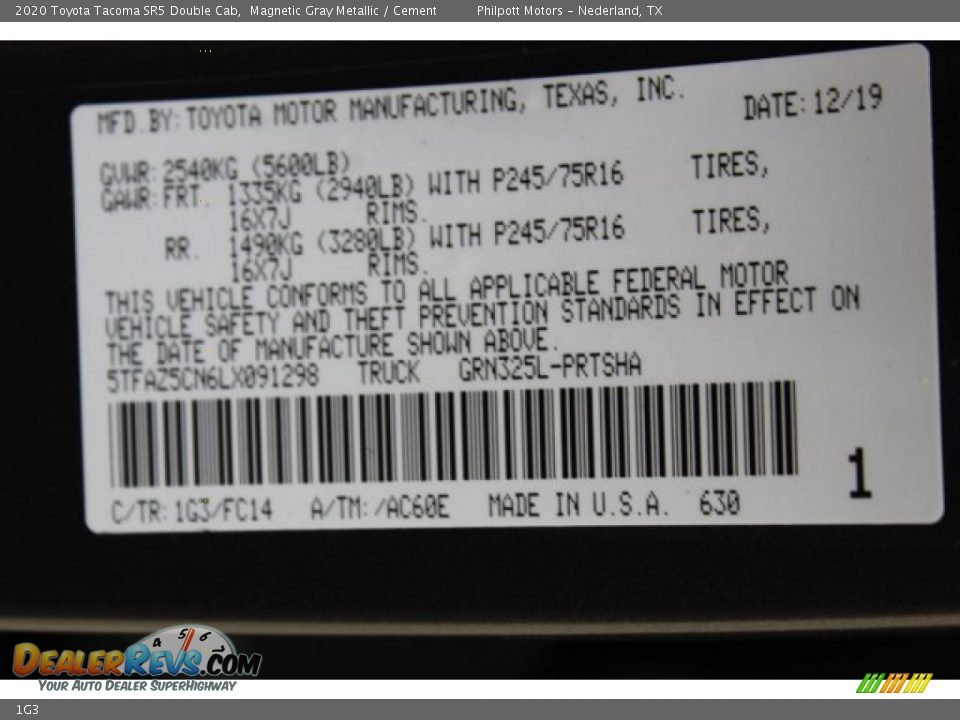 2020 Toyota Tacoma SR5 Double Cab, Magnetic Gray Metallic / Cement Philpott Motors - Nederland, TX
MFD.BY:TOYOTA MOTOR MANUFACTURING, TEXAS, INC. DATE:12/19
GVWR:2540KG (5600LB)
GAWR:FRT. 1335KG (2940LB) WITH P245/75R16 TIRES,
16X7J RIMS.
RR. 1490KG (3280LB) WITH P245/75R16 TIRES,
16X7J RIMS.
THIS VEHICLE CONFORMS TO ALL APPLICABLE FEDERAL MOTOR
VEHICLE SAFETY AND THEFT PREVENTION STANDARDS IN EFFECT ON
THE DATE OF MANUFACTURE SHOWN ABOVE.
5TFAZ5CN6LX091298 TRUCK GRN325L-PRTSHA
1
C/TR:1G3/FC14 A/TM:/AC60E MADE IN U.S.A. 630
4 5 6 7
DEALERREVS.COM
YOUR AUTO DEALER SUPERHIGHWAY
1G3